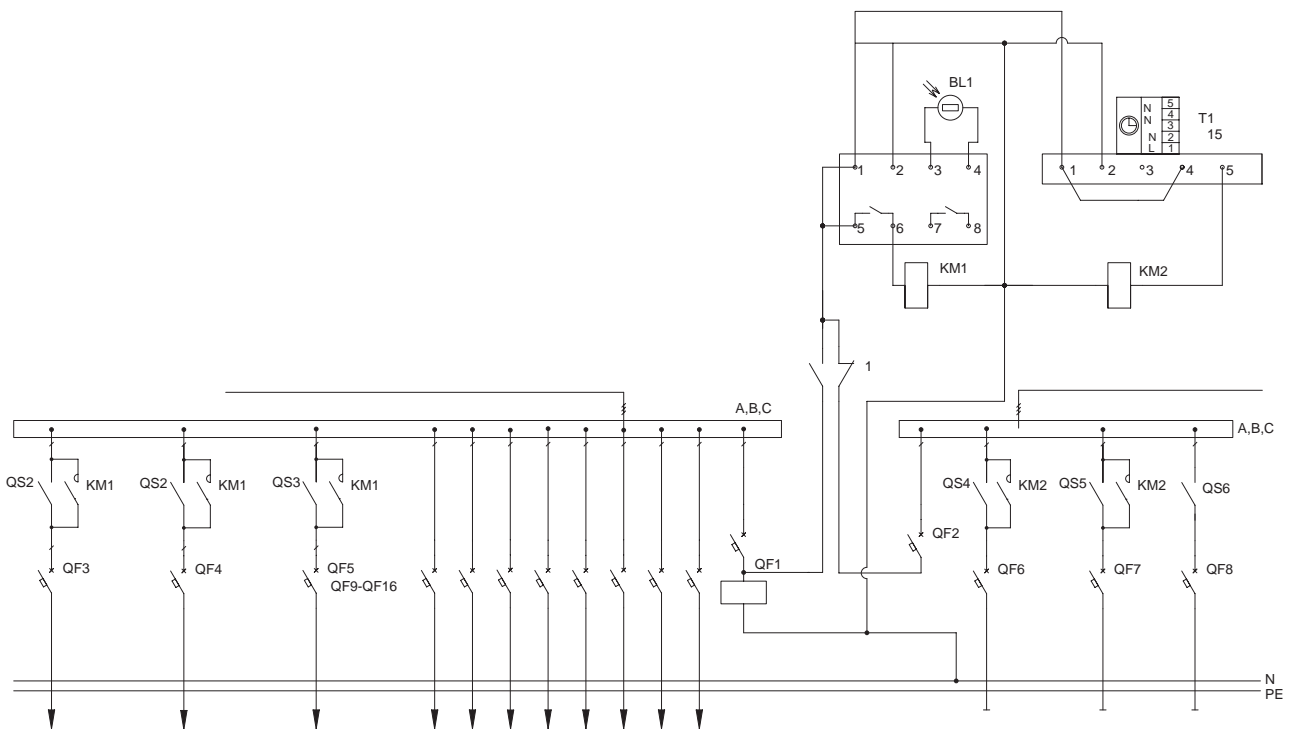 BL1
5
N 4
N 3
N 2
L 1
T1
15
1 2 3 4
1 2 3 4 5
5 6 7 8
KM1
KM2
1
A,B,C
A,B,C
QS2
KM1
QS2
KM1
QS3
KM1
QS4
KM2
QS5
KM2
QS6
QF2
QF3
QF4
QF5
QF9-QF16
QF1
QF6
QF7
QF8
N
PE